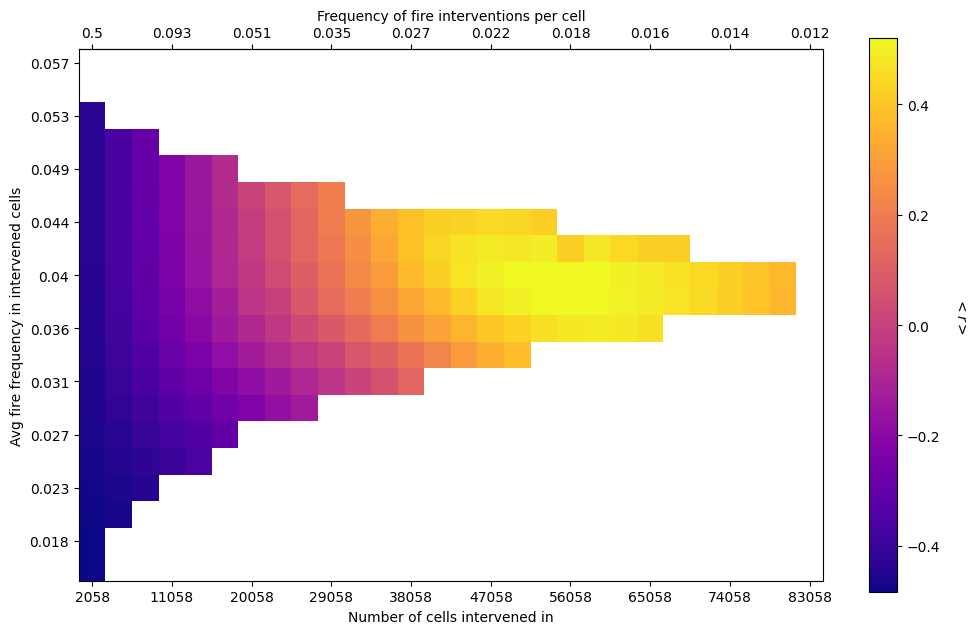 Frequency of fire interventions per cell
0.5 0.093 0.051 0.035 0.027 0.022 0.018 0.016 0.014 0.012
Avg fire frequency in intervened cells
0.057
0.053
0.049
0.044
0.04
0.036
0.031
0.027
0.023
0.018
2058 11058 20058 29058 38058 47058 56058 65058 74058 83058
Number of cells intervened in
0.4
0.2
0.0
−0.2
−0.4
< r >